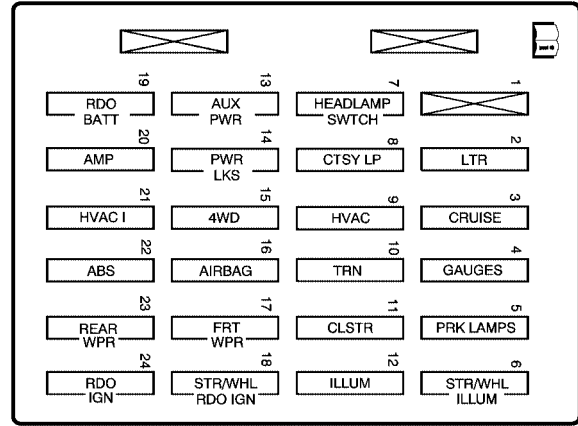 19 13 7 1
RDO BATT AUX PWR HEADLAMP SWTCH
20 14 8 2
AMP PWR LKS CTSY LP LTR
21 15 9 3
HVAC I 4WD HVAC CRUISE
22 16 10 4
ABS AIRBAG TRN GAUGES
23 17 11 5
REAR WPR FRT WPR CLSTR PRK LAMPS
24 18 12 6
RDO IGN STR/WHL RDO IGN ILLUM STR/WHL ILLUM